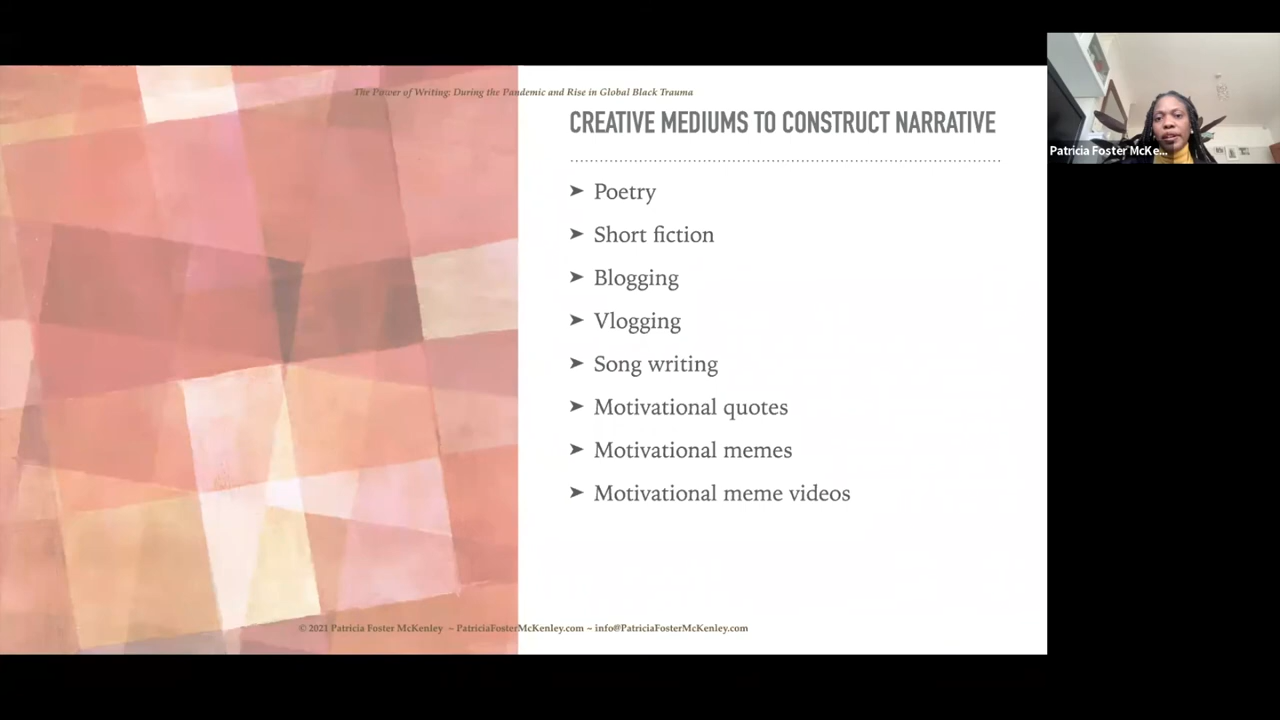 The Power of Writing: During the Pandemic and Rise in Global Black Trauma
CREATIVE MEDIUMS TO CONSTRUCT NARRATIVE
➤ Poetry
➤ Short fiction
➤ Blogging
➤ Vlogging
➤ Song writing
➤ Motivational quotes
➤ Motivational memes
➤ Motivational meme videos
© 2021 Patricia Foster McKenley ~ PatriciaFosterMcKenley.com ~ info@PatriciaFosterMcKenley.com
Patricia Foster McKe...